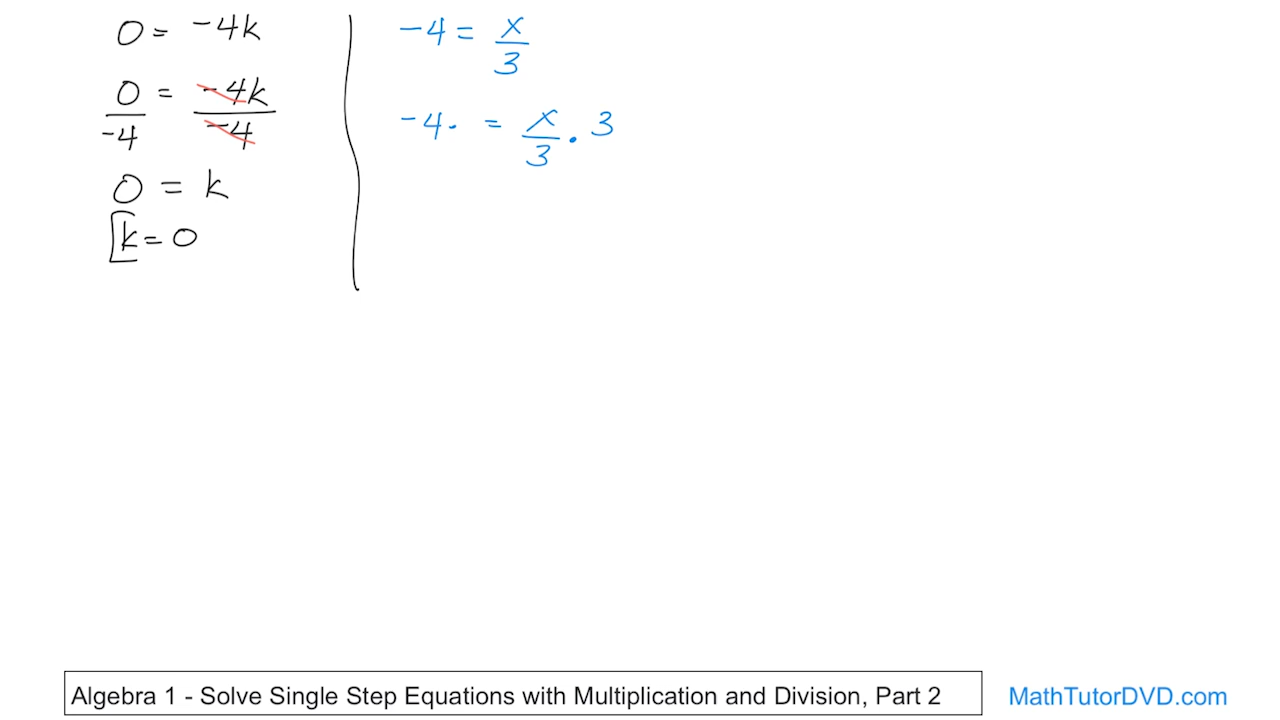 0 = -4k
0/-4 = -4k/-4
0 = k
k = 0
-4 = x/3
-4· = x/3 · 3
Algebra 1 - Solve Single Step Equations with Multiplication and Division, Part 2
MathTutorDVD.com